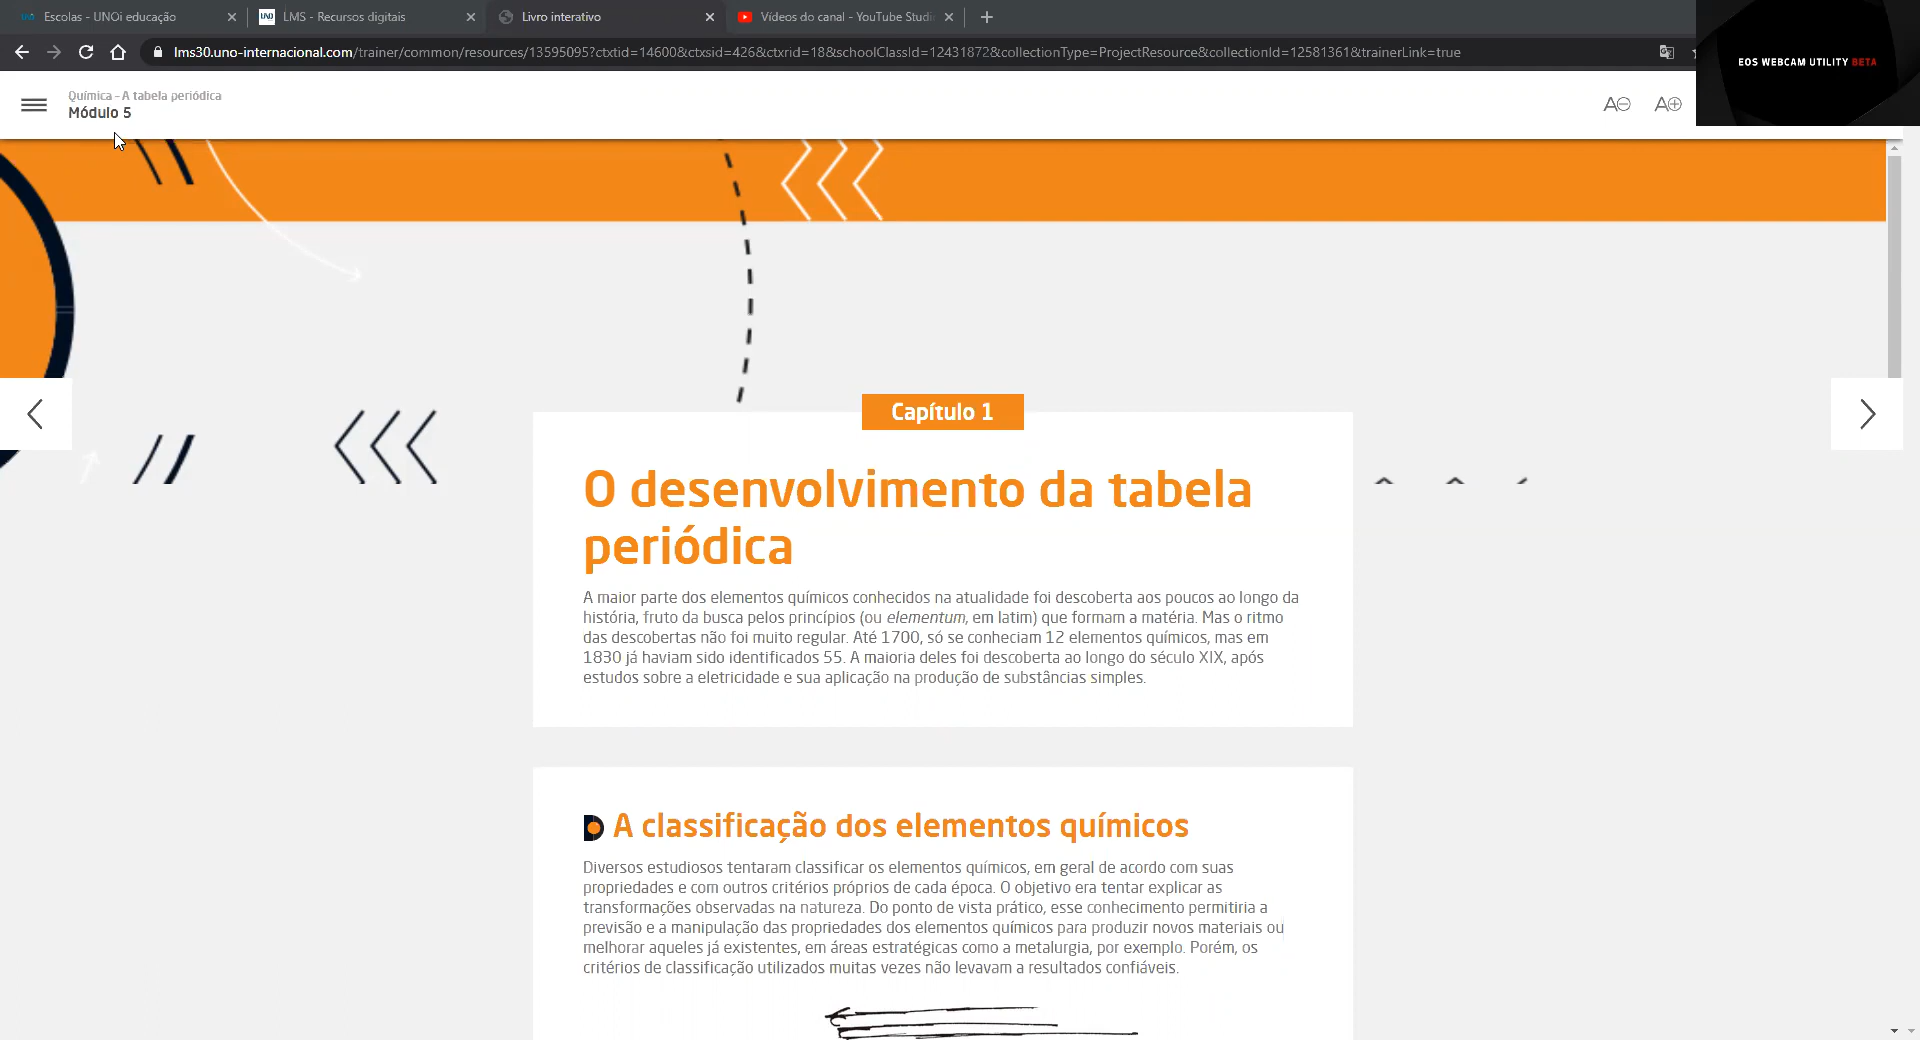 Escolas - UNOi educação
UNO LMS - Recursos digitais
Livro interativo
Vídeos do canal - YouTube Studi
lms30.uno-internacional.com/trainer/common/resources/13595095?ctxtid=14600&ctxsid=426&ctxrid=18&schoolClassId=12431872&collectionType=ProjectResource&collectionId=12581361&trainerLink=true
EOS WEBCAM UTILITY BETA
Química - A tabela periódica
Módulo 5
A A
Capítulo 1
O desenvolvimento da tabela
periódica
A maior parte dos elementos químicos conhecidos na atualidade foi descoberta aos poucos ao longo da
história, fruto da busca pelos princípios (ou elementum, em latim) que formam a matéria. Mas o ritmo
das descobertas não foi muito regular. Até 1700, só se conheciam 12 elementos químicos, mas em
1830 já haviam sido identificados 55. A maioria deles foi descoberta ao longo do século XIX, após
estudos sobre a eletricidade e sua aplicação na produção de substâncias simples.
A classificação dos elementos químicos
Diversos estudiosos tentaram classificar os elementos químicos, em geral de acordo com suas
propriedades e com outros critérios próprios de cada época. O objetivo era tentar explicar as
transformações observadas na natureza. Do ponto de vista prático, esse conhecimento permitiria a
previsão e a manipulação das propriedades dos elementos químicos para produzir novos materiais ou
melhorar aqueles já existentes, em áreas estratégicas como a metalurgia, por exemplo. Porém, os
critérios de classificação utilizados muitas vezes não levavam a resultados confiáveis.